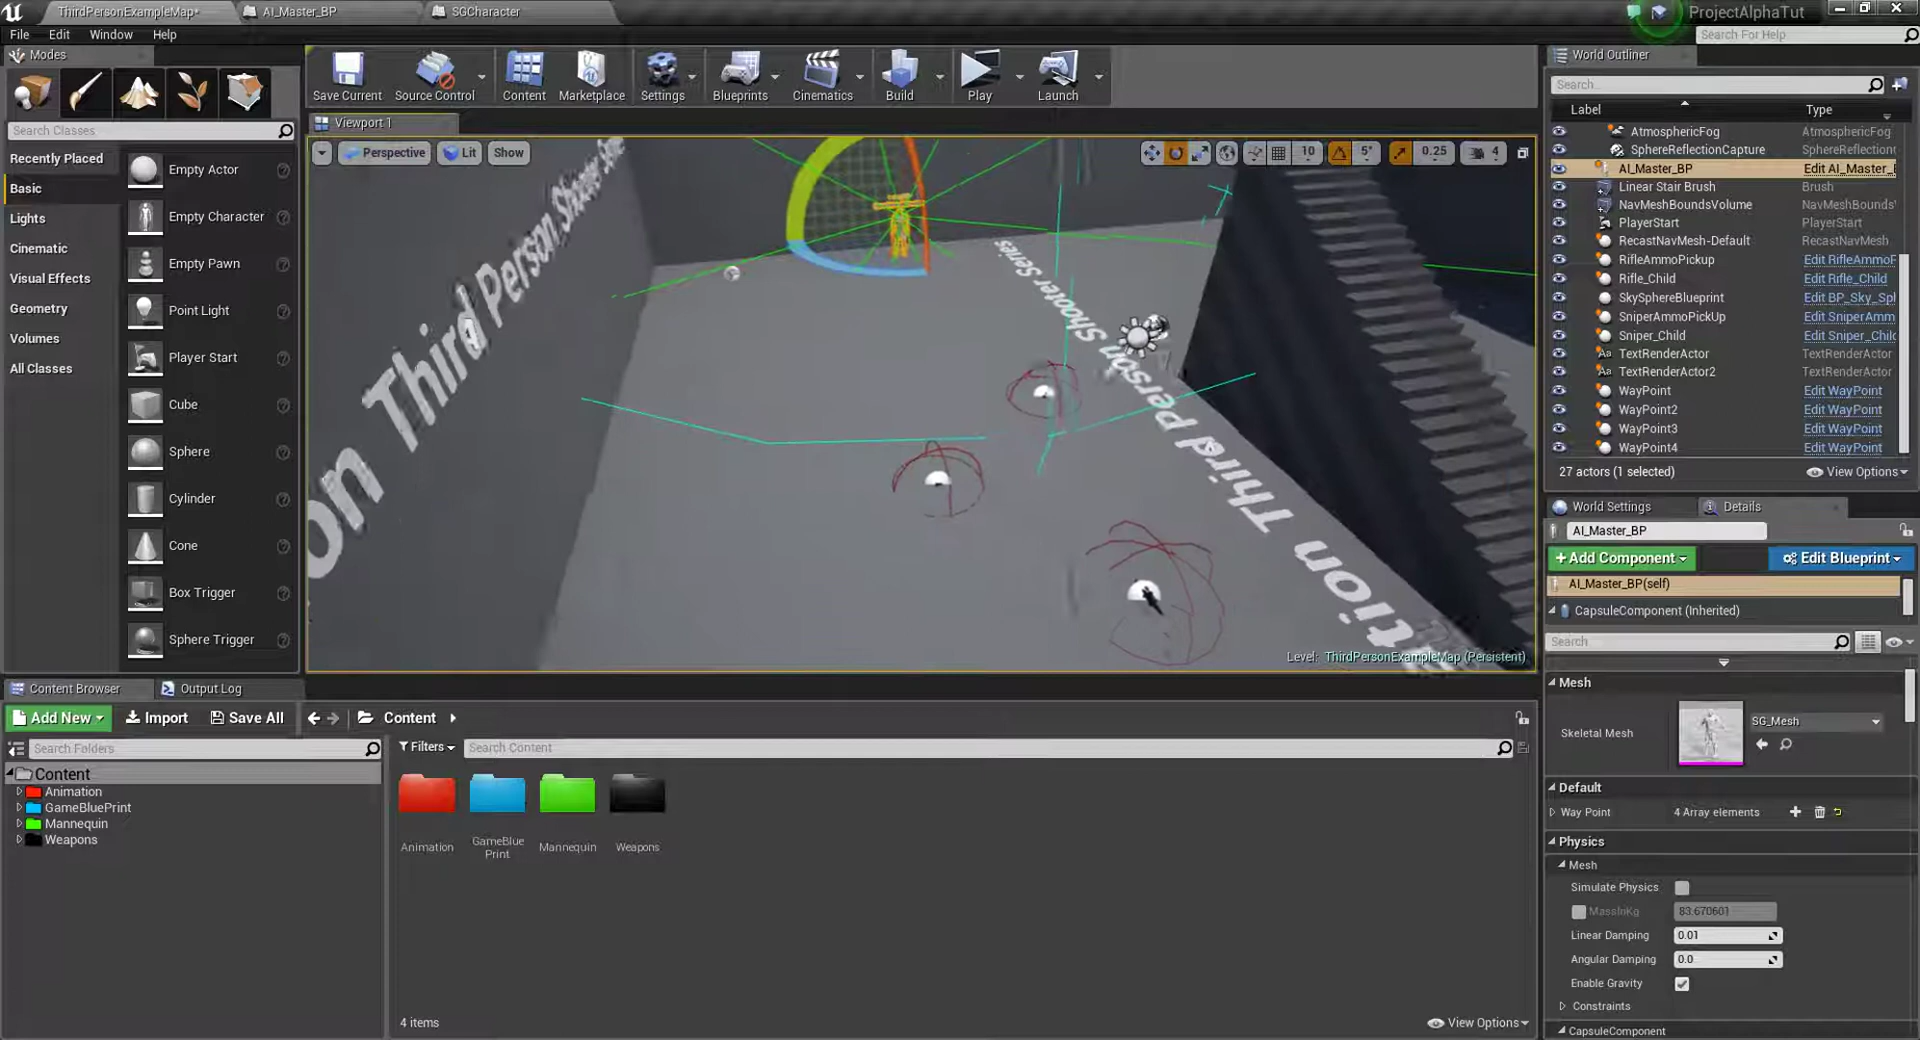 ThirdPersonExampleMap*
AI_Master_BP
SGCharacter
ProjectAlphaTut
File Edit Window Help
Search For Help
Modes
Save Current
Source Control
Content
Marketplace
Settings
Blueprints
Cinematics
Build
Play
Launch
Search Classes
Recently Placed
Basic
Lights
Cinematic
Visual Effects
Geometry
Volumes
All Classes
Empty Actor
Empty Character
Empty Pawn
Point Light
Player Start
Cube
Sphere
Cylinder
Cone
Box Trigger
Sphere Trigger
Viewport 1
Perspective
Lit
Show
10
5°
0.25
4
on Third Person Shooter Serie
ction Third Person Shooter Series
Level: ThirdPersonExampleMap (Persistent)
World Outliner
Search...
Label Type
AtmosphericFog AtmosphericFog
SphereReflectionCapture SphereReflecti
AI_Master_BP Edit AI_Master_E
Linear Stair Brush Brush
NavMeshBoundsVolume NavMeshBounds
PlayerStart PlayerStart
RecastNavMesh-Default RecastNavMesh
RifleAmmoPickup Edit RifleAmmoF
Rifle_Child Edit Rifle_Child
SkySphereBlueprint Edit BP_Sky_Sp
SniperAmmoPickUp Edit SniperAmm
Sniper_Child Edit Sniper_Chil
TextRenderActor TextRenderActor
TextRenderActor2 TextRenderActor
WayPoint Edit WayPoint
WayPoint2 Edit WayPoint
WayPoint3 Edit WayPoint
WayPoint4 Edit WayPoint
27 actors (1 selected)
View Options
World Settings
Details
AI_Master_BP
+Add Component
Edit Blueprint
AI_Master_BP(self)
CapsuleComponent (Inherited)
Search
Mesh
Skeletal Mesh
SG_Mesh
Default
Way Point 4 Array elements
Physics
Mesh
Simulate Physics
MassInKg 83.670601
Linear Damping 0.01
Angular Damping 0.0
Enable Gravity
Constraints
CapsuleComponent
Content Browser
Output Log
Add New
Import
Save All
Content
Search Folders
Filters
Search Content
Content
Animation
GameBluePrint
Mannequin
Weapons
Animation
GameBlue
Print
Mannequin
Weapons
4 items
View Options